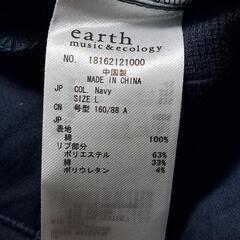 earth
music&ecology
NO. 18162121000
中国製
MADE IN CHINA
JP COL. Navy
SIZE L
CN 号型 160/88 A
JP
表地
綿 100%
リブ部分
ポリエステル 63%
綿 33%
ポリウレタン 4%